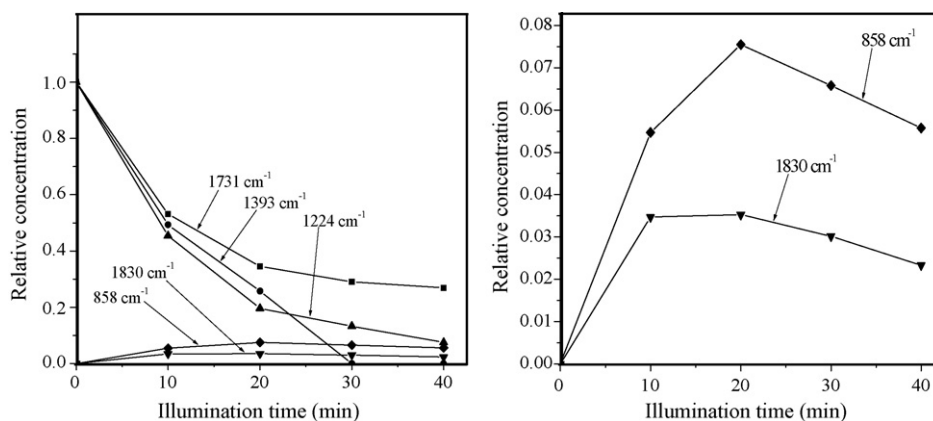 Relative concentration
1.0
0.8
0.6
0.4
0.2
0.0
1731 cm⁻¹
1393 cm⁻¹
1224 cm⁻¹
1830 cm⁻¹
858 cm⁻¹
0 10 20 30 40
Illumination time (min)
Relative concentration
0.08
0.07
0.06
0.05
0.04
0.03
0.02
0.01
0.00
858 cm⁻¹
1830 cm⁻¹
0 10 20 30 40
Illumination time (min)